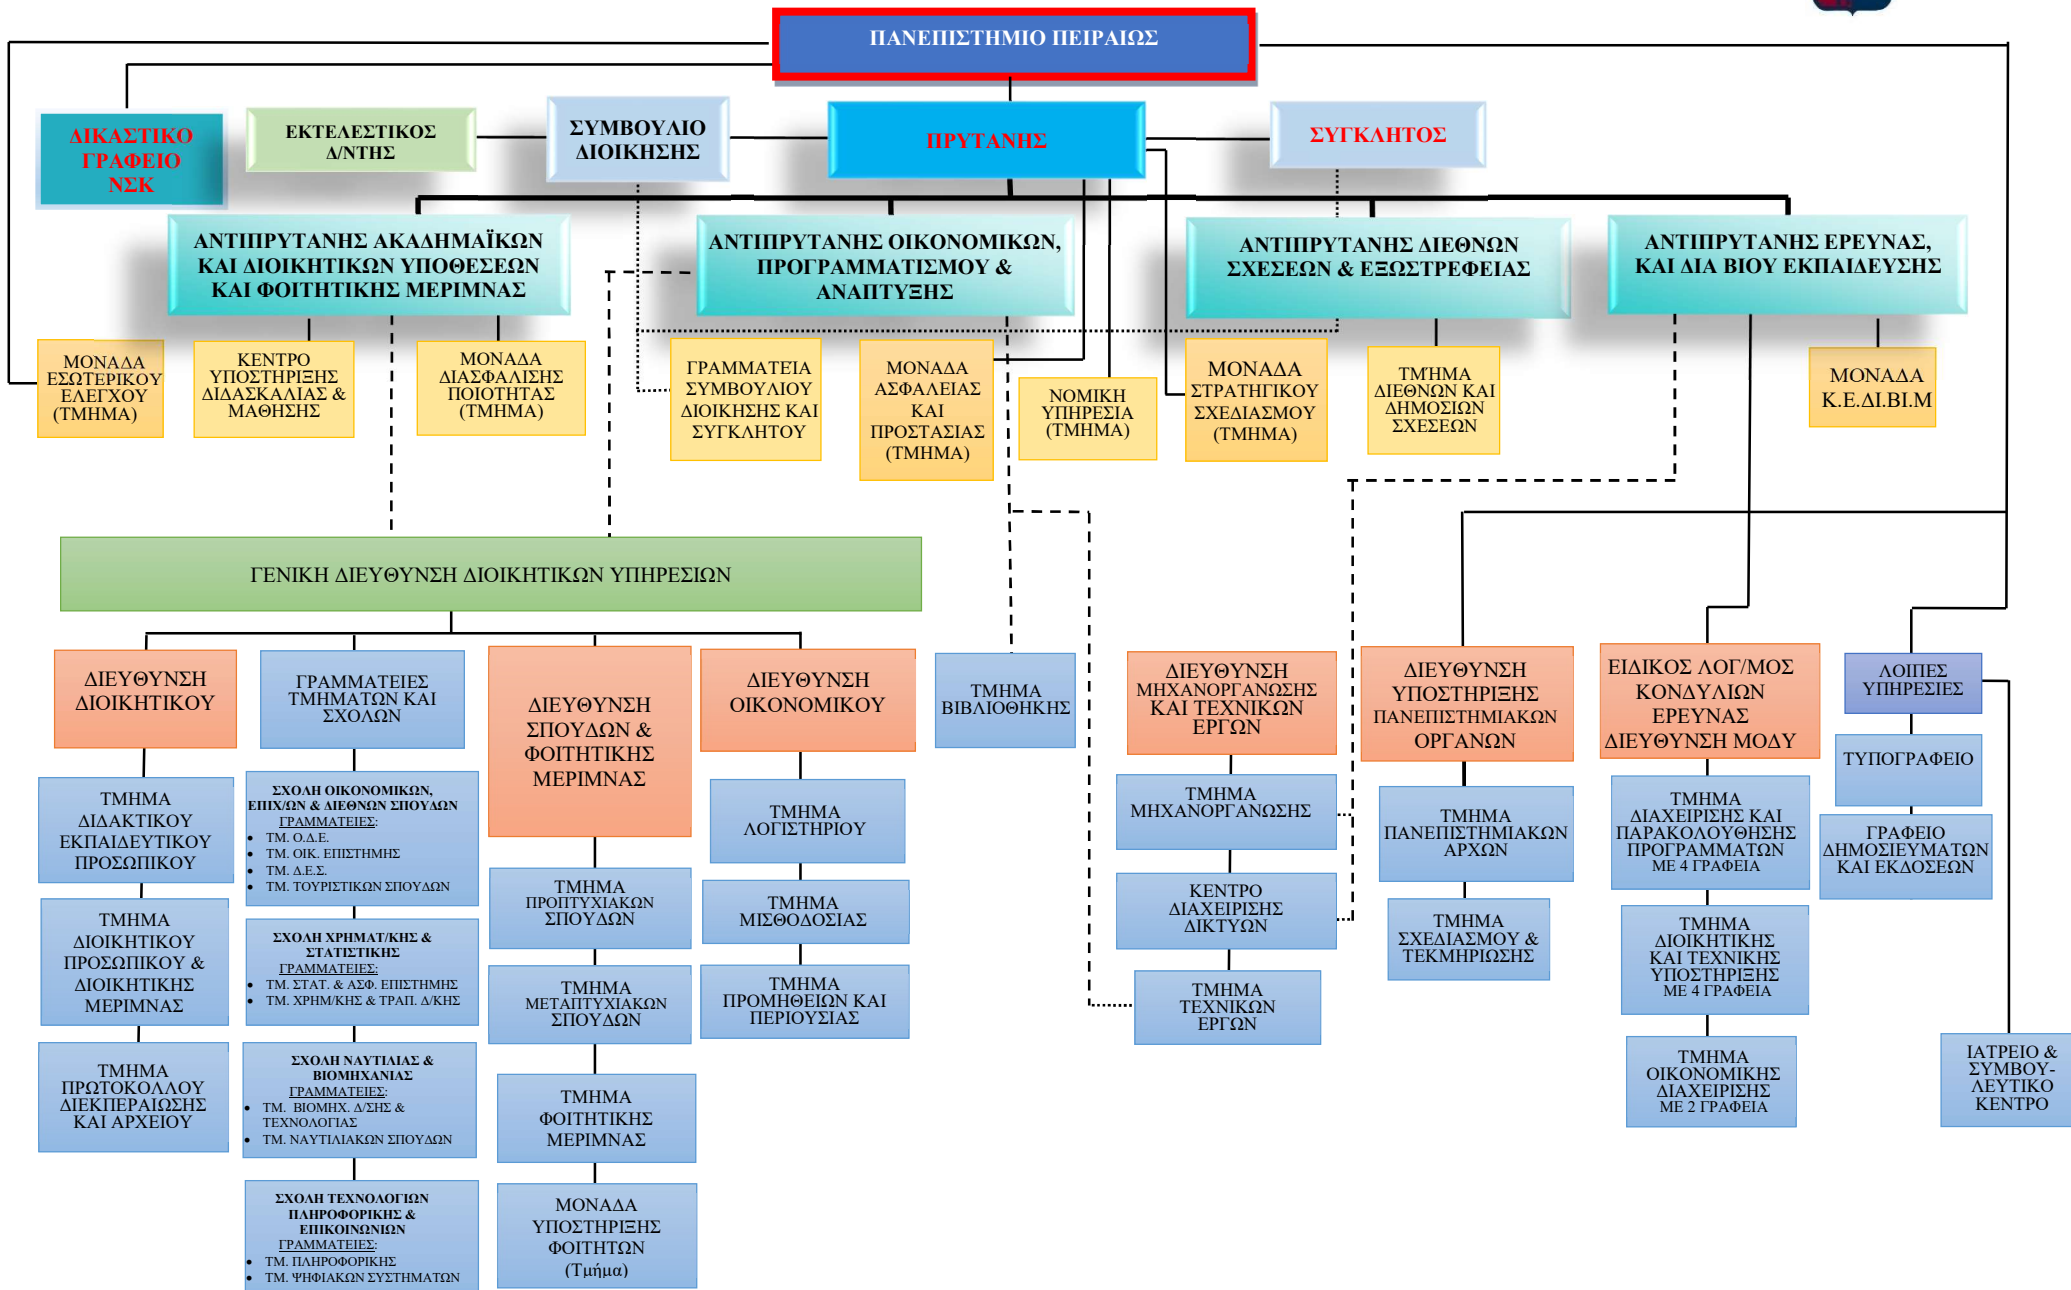 ΠΑΝΕΠΙΣΤΗΜΙΟ ΠΕΙΡΑΙΩΣ
ΔΙΚΑΣΤΙΚΟ
ΓΡΑΦΕΙΟ
ΝΣΚ
ΕΚΤΕΛΕΣΤΙΚΟΣ
Δ/ΝΤΗΣ
ΣΥΜΒΟΥΛΙΟ
ΔΙΟΙΚΗΣΗΣ
ΠΡΥΤΑΝΗΣ
ΣΥΓΚΛΗΤΟΣ
ΑΝΤΙΠΡΥΤΑΝΗΣ ΑΚΑΔΗΜΑΪΚΩΝ
ΚΑΙ ΔΙΟΙΚΗΤΙΚΩΝ ΥΠΟΘΕΣΕΩΝ
ΚΑΙ ΦΟΙΤΗΤΙΚΗΣ ΜΕΡΙΜΝΑΣ
ΑΝΤΙΠΡΥΤΑΝΗΣ ΟΙΚΟΝΟΜΙΚΩΝ,
ΠΡΟΓΡΑΜΜΑΤΙΣΜΟΥ &
ΑΝΑΠΤΥΞΗΣ
ΑΝΤΙΠΡΥΤΑΝΗΣ ΔΙΕΘΝΩΝ
ΣΧΕΣΕΩΝ & ΕΞΩΣΤΡΕΦΕΙΑΣ
ΑΝΤΙΠΡΥΤΑΝΗΣ ΕΡΕΥΝΑΣ,
ΚΑΙ ΔΙΑ ΒΙΟΥ ΕΚΠΑΙΔΕΥΣΗΣ
ΜΟΝΑΔΑ
ΕΣΩΤΕΡΙΚΟΥ
ΕΛΕΓΧΟΥ
(ΤΜΗΜΑ)
ΚΕΝΤΡΟ
ΥΠΟΣΤΗΡΙΞΗΣ
ΔΙΔΑΣΚΑΛΙΑΣ &
ΜΑΘΗΣΗΣ
ΜΟΝΑΔΑ
ΔΙΑΣΦΑΛΙΣΗΣ
ΠΟΙΟΤΗΤΑΣ
(ΤΜΗΜΑ)
ΓΡΑΜΜΑΤΕΊΑ
ΣΥΜΒΟΥΛΙΟΥ
ΔΙΟΙΚΗΣΗΣ ΚΑΙ
ΣΥΓΚΛΗΤΟΥ
ΜΟΝΑΔΑ
ΑΣΦΑΛΕΙΑΣ
ΚΑΙ
ΠΡΟΣΤΑΣΙΑΣ
(ΤΜΗΜΑ)
ΝΟΜΙΚΗ
ΥΠΗΡΕΣΙΑ
(ΤΜΗΜΑ)
ΜΟΝΑΔΑ
ΣΤΡΑΤΗΓΙΚΟΥ
ΣΧΕΔΙΑΣΜΟΥ
(ΤΜΗΜΑ)
ΤΜΉΜΑ
ΔΙΕΘΝΩΝ ΚΑΙ
ΔΗΜΟΣΙΩΝ
ΣΧΕΣΕΩΝ
ΜΟΝΑΔΑ
Κ.Ε.ΔΙ.ΒΙ.Μ
ΓΕΝΙΚΗ ΔΙΕΥΘΥΝΣΗ ΔΙΟΙΚΗΤΙΚΩΝ ΥΠΗΡΕΣΙΩΝ
ΔΙΕΥΘΥΝΣΗ
ΔΙΟΙΚΗΤΙΚΟΥ
ΓΡΑΜΜΑΤΕΙΕΣ
ΤΜΗΜΑΤΩΝ ΚΑΙ
ΣΧΟΛΩΝ
ΔΙΕΥΘΥΝΣΗ
ΣΠΟΥΔΩΝ &
ΦΟΙΤΗΤΙΚΗΣ
ΜΕΡΙΜΝΑΣ
ΔΙΕΥΘΥΝΣΗ
ΟΙΚΟΝΟΜΙΚΟΥ
ΤΜΗΜΑ
ΒΙΒΛΙΟΘΗΚΗΣ
ΔΙΕΥΘΥΝΣΗ
ΜΗΧΑΝΟΡΓΑΝΩΣΗΣ
ΚΑΙ ΤΕΧΝΙΚΩΝ
ΕΡΓΩΝ
ΔΙΕΥΘΥΝΣΗ
ΥΠΟΣΤΗΡΙΞΗΣ
ΠΑΝΕΠΙΣΤΗΜΙΑΚΩΝ
ΟΡΓΑΝΩΝ
ΕΙΔΙΚΟΣ ΛΟΓ/ΜΟΣ
ΚΟΝΔΥΛΙΩΝ
ΕΡΕΥΝΑΣ
ΔΙΕΥΘΥΝΣΗ ΜΟΔΥ
ΛΟΙΠΕΣ
ΥΠΗΡΕΣΙΕΣ
ΤΜΗΜΑ
ΔΙΔΑΚΤΙΚΟΥ
ΕΚΠΑΙΔΕΥΤΙΚΟΥ
ΠΡΟΣΩΠΙΚΟΥ
ΤΜΗΜΑ
ΔΙΟΙΚΗΤΙΚΟΥ
ΠΡΟΣΩΠΙΚΟΥ &
ΔΙΟΙΚΗΤΙΚΗΣ
ΜΕΡΙΜΝΑΣ
ΤΜΗΜΑ
ΠΡΩΤΟΚΟΛΛΟΥ
ΔΙΕΚΠΕΡΑΙΩΣΗΣ
ΚΑΙ ΑΡΧΕΙΟΥ
ΣΧΟΛΗ ΟΙΚΟΝΟΜΙΚΩΝ,
ΕΠΙΧ/ΩΝ & ΔΙΕΘΝΩΝ ΣΠΟΥΔΩΝ
ΓΡΑΜΜΑΤΕΙΕΣ:
• ΤΜ. Ο.Δ.Ε.
• ΤΜ. ΟΙΚ. ΕΠΙΣΤΗΜΗΣ
• ΤΜ. Δ.Ε.Σ.
• ΤΜ. ΤΟΥΡΙΣΤΙΚΩΝ ΣΠΟΥΔΩΝ
ΣΧΟΛΗ ΧΡΗΜΑΤ/ΚΗΣ &
ΣΤΑΤΙΣΤΙΚΗΣ
ΓΡΑΜΜΑΤΕΙΕΣ:
• ΤΜ. ΣΤΑΤ. & ΑΣΦ. ΕΠΙΣΤΗΜΗΣ
• ΤΜ. ΧΡΗΜ/ΚΗΣ & ΤΡΑΠ. Δ/ΚΗΣ
ΣΧΟΛΗ ΝΑΥΤΙΛΙΑΣ &
ΒΙΟΜΗΧΑΝΙΑΣ
ΓΡΑΜΜΑΤΕΙΕΣ:
• ΤΜ. ΒΙΟΜΗΧ. Δ/ΣΗΣ &
ΤΕΧΝΟΛΟΓΙΑΣ
• ΤΜ. ΝΑΥΤΙΛΙΑΚΩΝ ΣΠΟΥΔΩΝ
ΣΧΟΛΗ ΤΕΧΝΟΛΟΓΙΩΝ
ΠΛΗΡΟΦΟΡΙΚΗΣ &
ΕΠΙΚΟΙΝΩΝΙΩΝ
ΓΡΑΜΜΑΤΕΙΕΣ:
• ΤΜ. ΠΛΗΡΟΦΟΡΙΚΗΣ
• ΤΜ. ΨΗΦΙΑΚΩΝ ΣΥΣΤΗΜΑΤΩΝ
ΤΜΗΜΑ
ΠΡΟΠΤΥΧΙΑΚΩΝ
ΣΠΟΥΔΩΝ
ΤΜΗΜΑ
ΜΕΤΑΠΤΥΧΙΑΚΩΝ
ΣΠΟΥΔΩΝ
ΤΜΗΜΑ
ΦΟΙΤΗΤΙΚΗΣ
ΜΕΡΙΜΝΑΣ
ΜΟΝΑΔΑ
ΥΠΟΣΤΗΡΙΞΗΣ
ΦΟΙΤΗΤΩΝ
(Τμήμα)
ΤΜΗΜΑ
ΛΟΓΙΣΤΗΡΙΟΥ
ΤΜΗΜΑ
ΜΙΣΘΟΔΟΣΙΑΣ
ΤΜΗΜΑ
ΠΡΟΜΗΘΕΙΩΝ ΚΑΙ
ΠΕΡΙΟΥΣΙΑΣ
ΤΜΗΜΑ
ΜΗΧΑΝΟΡΓΑΝΩΣΗΣ
ΚΕΝΤΡΟ
ΔΙΑΧΕΙΡΙΣΗΣ
ΔΙΚΤΥΩΝ
ΤΜΗΜΑ
ΤΕΧΝΙΚΩΝ
ΕΡΓΩΝ
ΤΜΗΜΑ
ΠΑΝΕΠΙΣΤΗΜΙΑΚΩΝ
ΑΡΧΩΝ
ΤΜΗΜΑ
ΣΧΕΔΙΑΣΜΟΥ &
ΤΕΚΜΗΡΙΩΣΗΣ
ΤΜΗΜΑ
ΔΙΑΧΕΙΡΙΣΗΣ ΚΑΙ
ΠΑΡΑΚΟΛΟΥΘΗΣΗΣ
ΠΡΟΓΡΑΜΜΑΤΩΝ
ΜΕ 4 ΓΡΑΦΕΙΑ
ΤΜΗΜΑ
ΔΙΟΙΚΗΤΙΚΗΣ
ΚΑΙ ΤΕΧΝΙΚΗΣ
ΥΠΟΣΤΗΡΙΞΗΣ
ΜΕ 4 ΓΡΑΦΕΙΑ
ΤΜΗΜΑ
ΟΙΚΟΝΟΜΙΚΗΣ
ΔΙΑΧΕΙΡΙΣΗΣ
ΜΕ 2 ΓΡΑΦΕΙΑ
ΤΥΠΟΓΡΑΦΕΙΟ
ΓΡΑΦΕΙΟ
ΔΗΜΟΣΙΕΥΜΑΤΩΝ
ΚΑΙ ΕΚΔΟΣΕΩΝ
ΙΑΤΡΕΙΟ &
ΣΥΜΒΟΥ-
ΛΕΥΤΙΚΟ
ΚΕΝΤΡΟ